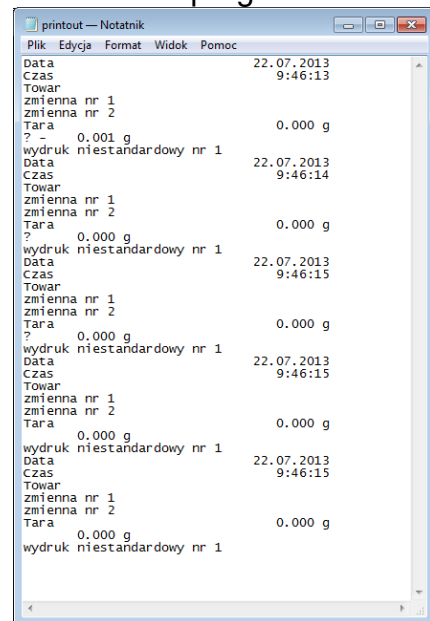 printout — Notatnik
Plik Edycja Format Widok Pomoc
Data 22.07.2013
Czas 9:46:13
Towar
zmienna nr 1
zmienna nr 2
Tara 0.000 g
? - 0.001 g
wydruk niestandardowy nr 1
Data 22.07.2013
Czas 9:46:14
Towar
zmienna nr 1
zmienna nr 2
Tara 0.000 g
? 0.000 g
wydruk niestandardowy nr 1
Data 22.07.2013
Czas 9:46:15
Towar
zmienna nr 1
zmienna nr 2
Tara 0.000 g
? 0.000 g
wydruk niestandardowy nr 1
Data 22.07.2013
Czas 9:46:15
Towar
zmienna nr 1
zmienna nr 2
Tara 0.000 g
0.000 g
wydruk niestandardowy nr 1
Data 22.07.2013
Czas 9:46:15
Towar
zmienna nr 1
zmienna nr 2
Tara 0.000 g
0.000 g
wydruk niestandardowy nr 1